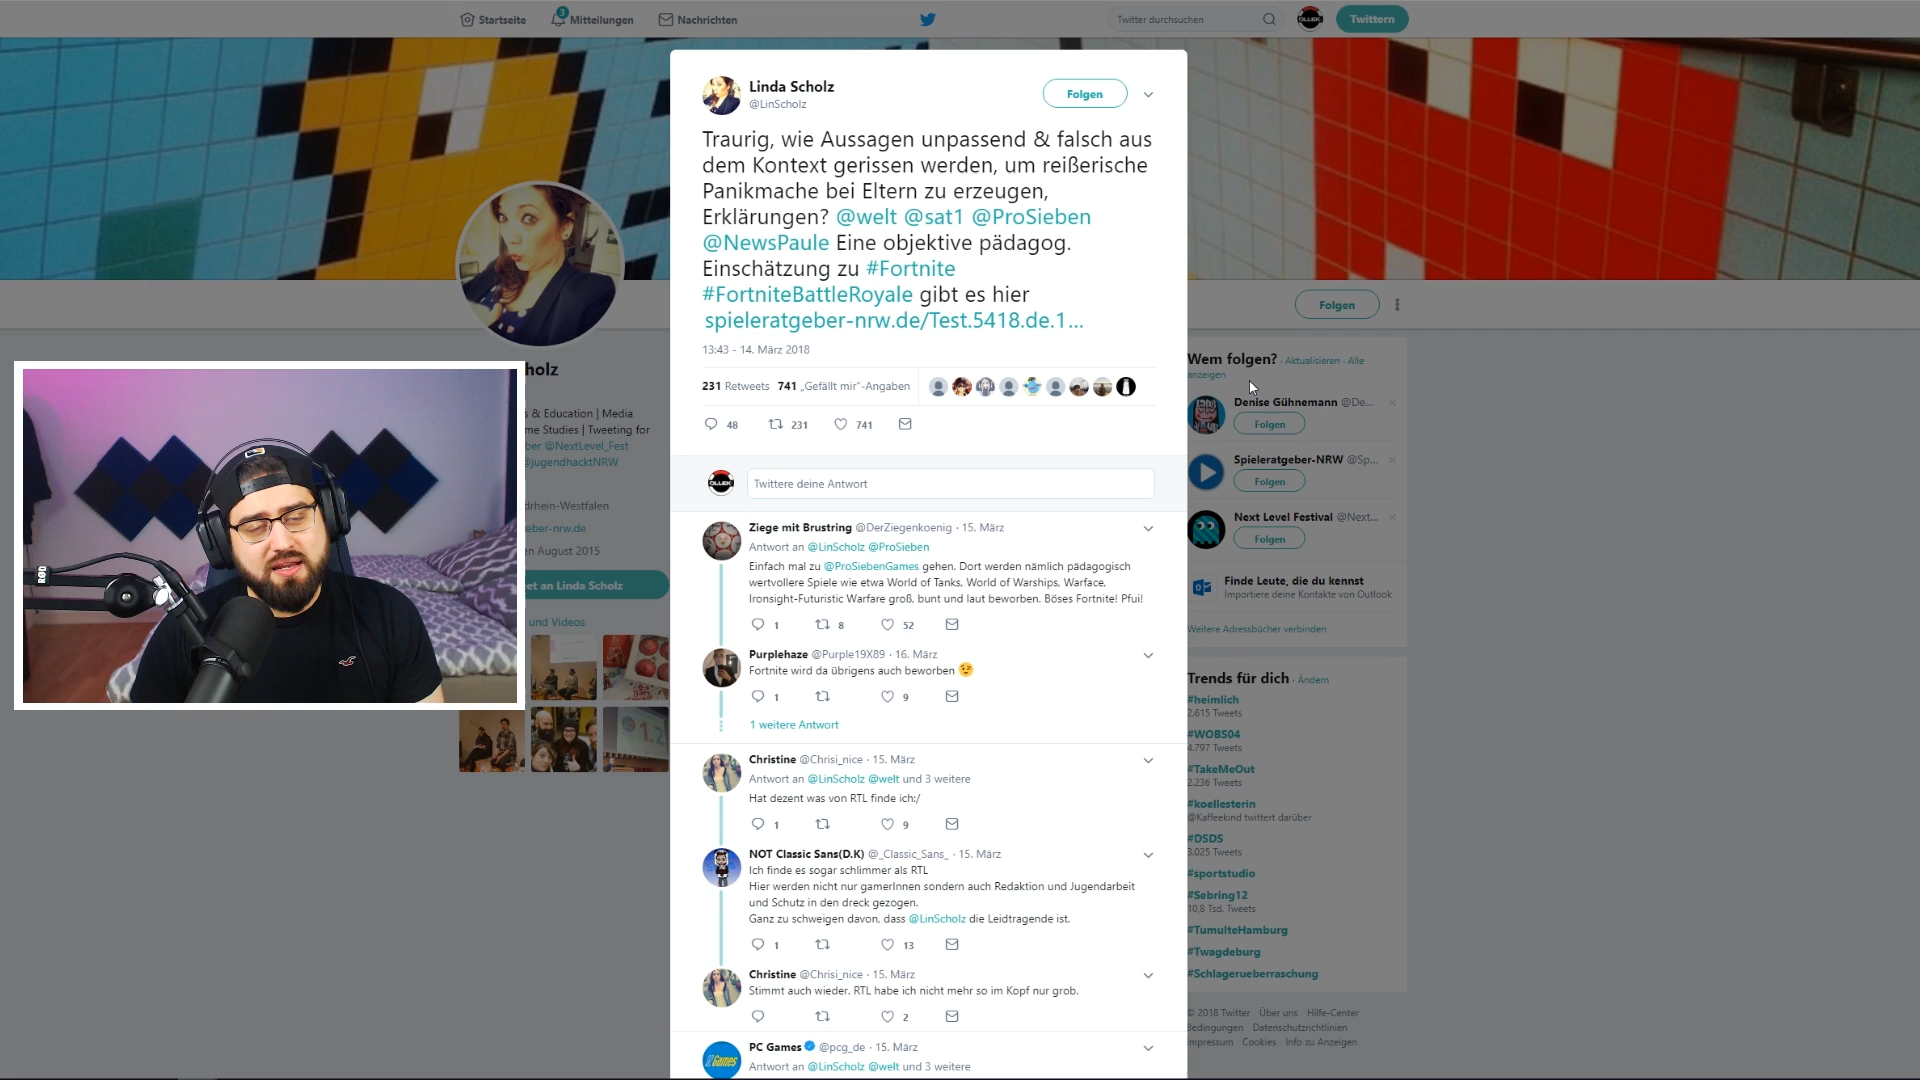 Startseite
3
Mitteilungen
Nachrichten
Twitter durchsuchen
Twittern
Linda Scholz
@LinScholz
Folgen
Traurig, wie Aussagen unpassend & falsch aus
dem Kontext gerissen werden, um reißerische
Panikmache bei Eltern zu erzeugen,
Erklärungen? @welt @sat1 @ProSieben
@NewsPaule Eine objektive pädagog.
Einschätzung zu #Fortnite
#FortniteBattleRoyale gibt es hier
spieleratgeber-nrw.de/Test.5418.de.1...
13:43 - 14. März 2018
231 Retweets 741 „Gefällt mir"-Angaben
48 231 741
Twittere deine Antwort
Ziege mit Brustring @DerZiegenkoenig · 15. März
Antwort an @LinScholz @ProSieben
Einfach mal zu @ProSiebenGames gehen. Dort werden nämlich pädagogisch
wertvollere Spiele wie etwa World of Tanks, World of Warships, Warface,
Ironsight-Futuristic Warfare groß, bunt und laut beworben. Böses Fortnite! Pfui!
1 8 52
Purplehaze @Purple19X89 · 16. März
Fortnite wird da übrigens auch beworben
1 9
1 weitere Antwort
Christine @Chrisi_nice · 15. März
Antwort an @LinScholz @welt und 3 weitere
Hat dezent was von RTL finde ich:/
1 9
NOT Classic Sans(D.K) @_Classic_Sans_ · 15. März
Ich finde es sogar schlimmer als RTL
Hier werden nicht nur gamerInnen sondern auch Redaktion und Jugendarbeit
und Schutz in den dreck gezogen.
Ganz zu schweigen davon, dass @LinScholz die Leidtragende ist.
1 13
Christine @Chrisi_nice · 15. März
Stimmt auch wieder. RTL habe ich nicht mehr so im Kopf nur grob.
2
PC Games @pcg_de · 15. März
Antwort an @LinScholz @welt und 3 weitere
holz
s & Education | Media
me Studies | Tweeting for
ber @NextLevel_Fest
@jugendhacktNRW
drhein-Westfalen
eber-nrw.de
en August 2015
et an Linda Scholz
und Videos
RØDE
Folgen
Wem folgen? · Aktualisieren · Alle
anzeigen
Denise Gühnemann @De...
Folgen
Spieleratgeber-NRW @Sp...
Folgen
Next Level Festival @Next...
Folgen
Finde Leute, die du kennst
Importiere deine Kontakte von Outlook
Weitere Adressbücher verbinden
Trends für dich · Ändern
#heimlich
2.615 Tweets
#WOBS04
4.797 Tweets
#TakeMeOut
2.236 Tweets
#koellesterin
@Kaffeekind twittert darüber
#DSDS
3.025 Tweets
#sportstudio
#Sebring12
10,8 Tsd. Tweets
#TumulteHamburg
#Twagdeburg
#Schlagerueberraschung
© 2018 Twitter Über uns Hilfe-Center
Bedingungen Datenschutzrichtlinien
Impressum Cookies Info zu Anzeigen